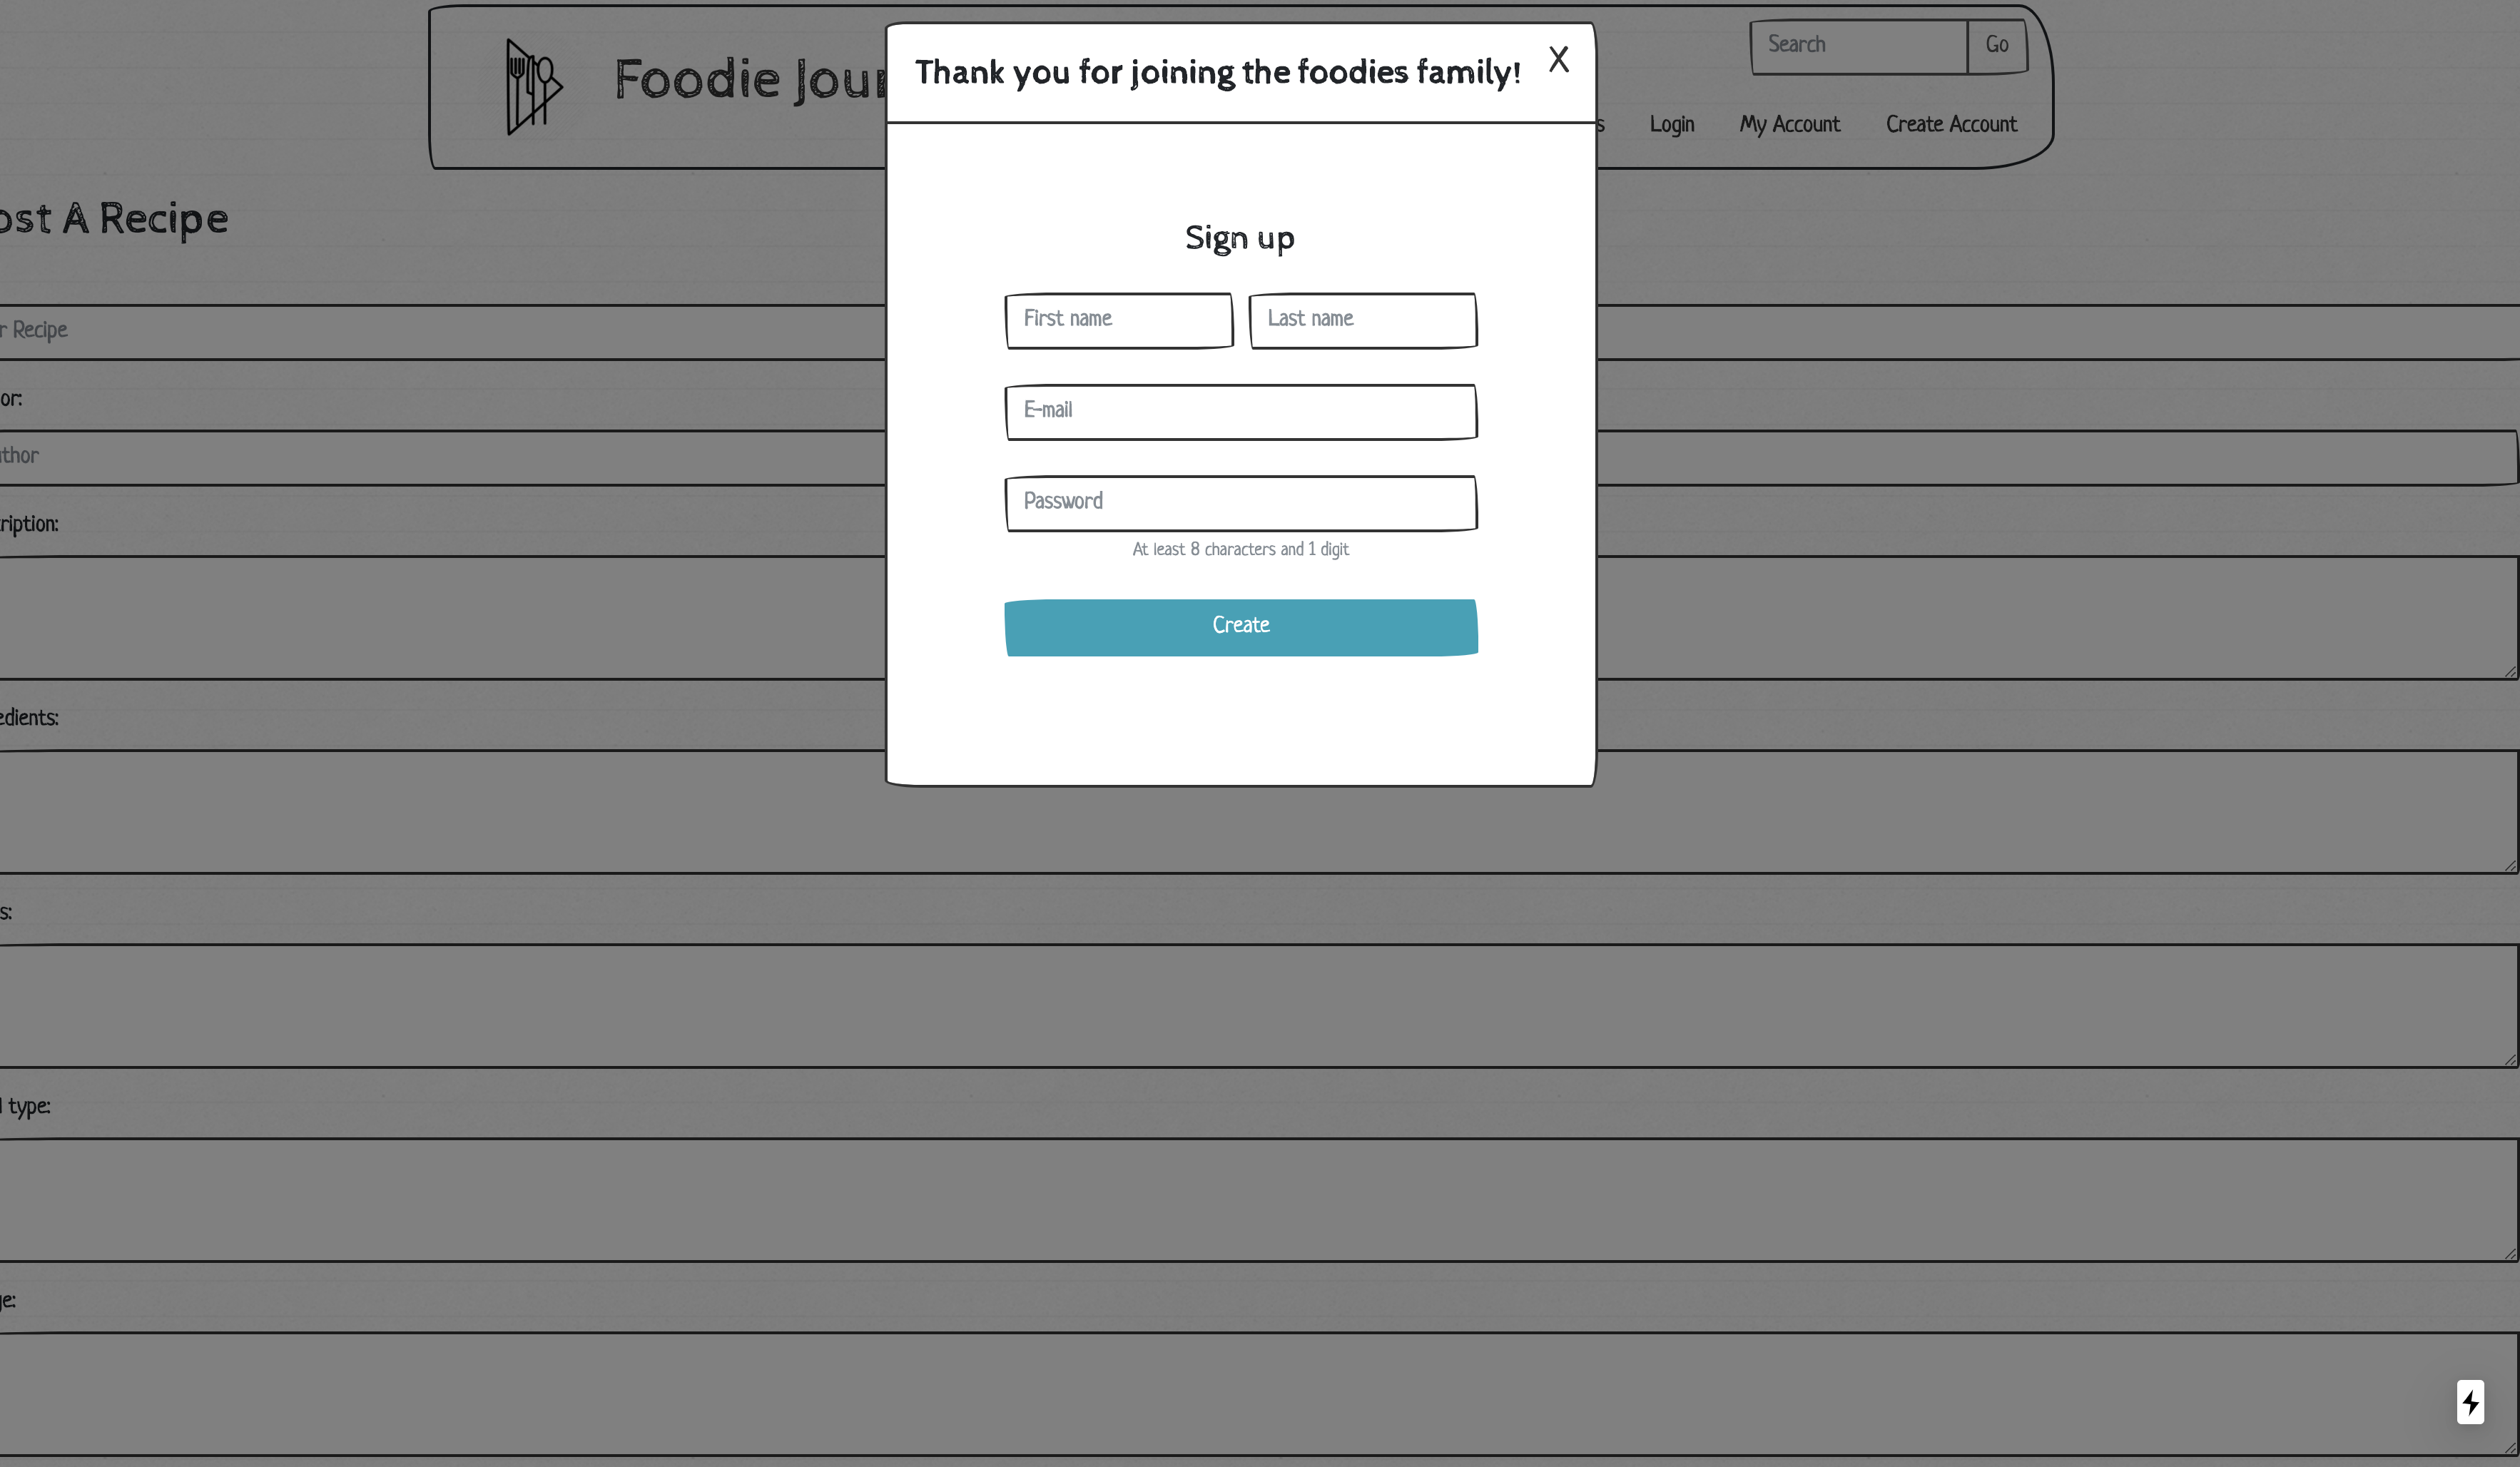 Foodie Jour
Thank you for joining the foodies family!
X
Search
Go
s
Login
My Account
Create Account
ost A Recipe
Sign up
First name
Last name
r Recipe
or:
E-mail
thor
Password
ription:
At least 8 characters and 1 digit
Create
edients:
s:
l type:
ge: